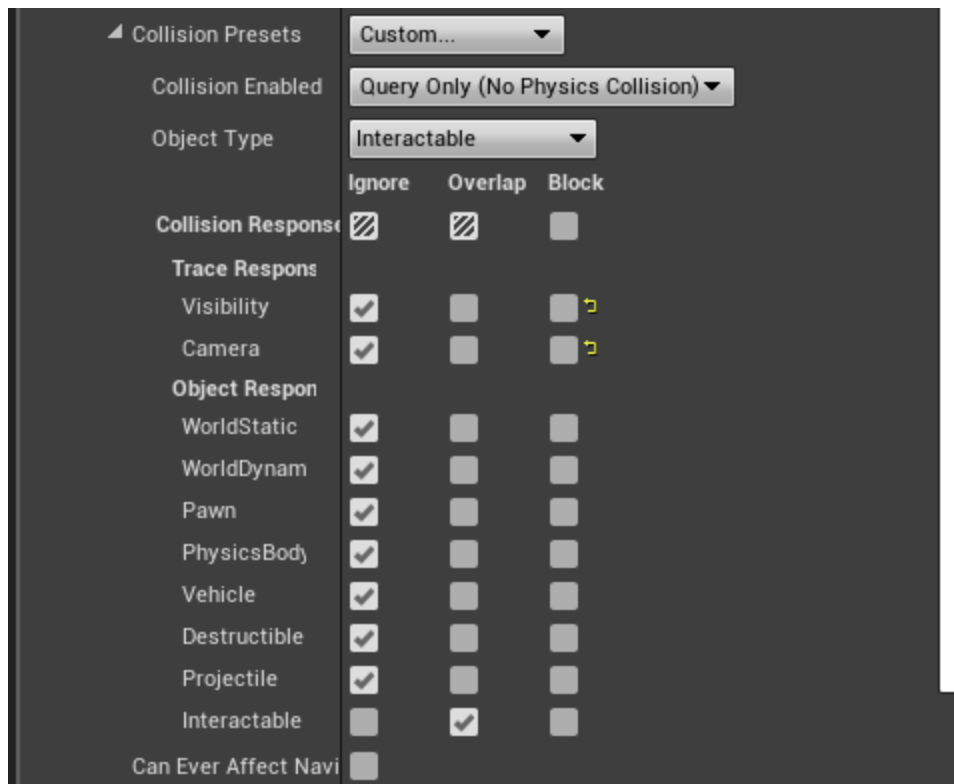 Collision Presets Custom...
Collision Enabled Query Only (No Physics Collision)
Object Type Interactable
Ignore Overlap Block
Collision Response
Trace Respons
Visibility
Camera
Object Respon
WorldStatic
WorldDynam
Pawn
PhysicsBody
Vehicle
Destructible
Projectile
Interactable
Can Ever Affect Navi